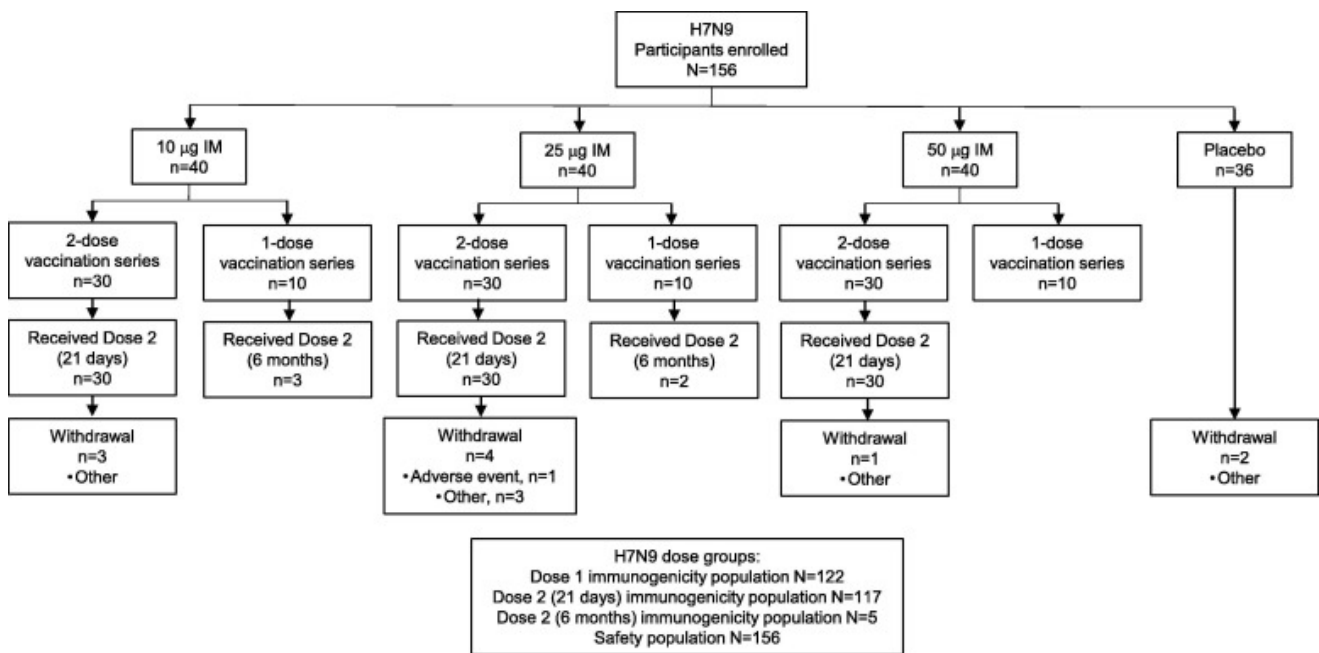 H7N9
Participants enrolled
N=156
10 µg IM
n=40
25 µg IM
n=40
50 µg IM
n=40
Placebo
n=36
2-dose
vaccination series
n=30
1-dose
vaccination series
n=10
2-dose
vaccination series
n=30
1-dose
vaccination series
n=10
2-dose
vaccination series
n=30
1-dose
vaccination series
n=10
Received Dose 2
(21 days)
n=30
Received Dose 2
(6 months)
n=3
Received Dose 2
(21 days)
n=30
Received Dose 2
(6 months)
n=2
Received Dose 2
(21 days)
n=30
Withdrawal
n=3
•Other
Withdrawal
n=4
•Adverse event, n=1
•Other, n=3
Withdrawal
n=1
•Other
Withdrawal
n=2
•Other
H7N9 dose groups:
Dose 1 immunogenicity population N=122
Dose 2 (21 days) immunogenicity population N=117
Dose 2 (6 months) immunogenicity population N=5
Safety population N=156